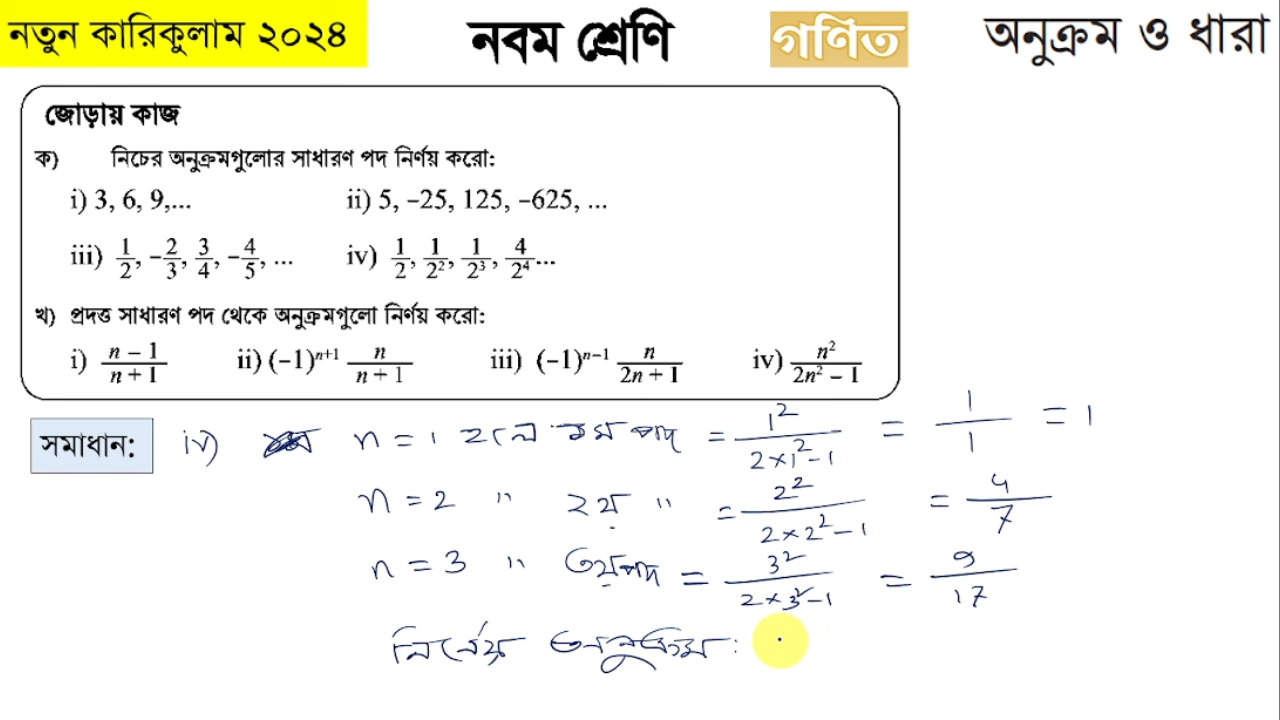 নতুন কারিকুলাম ২০২৪ নবম শ্রেণি গণিত অনুক্রম ও ধারা
জোড়ায় কাজ
ক) নিচের অনুক্রমগুলোর সাধারণ পদ নির্ণয় করো:
i) 3, 6, 9,... ii) 5, –25, 125, –625, ...
iii) 1/2, –2/3, 3/4, –4/5, ... iv) 1/2, 1/2², 1/2³, 4/2⁴...
খ) প্রদত্ত সাধারণ পদ থেকে অনুক্রমগুলো নির্ণয় করো:
i) (n – 1)/(n + 1) ii) (–1)ⁿ⁺¹ n/(n + 1) iii) (–1)ⁿ⁻¹ n/(2n + 1) iv) n²/(2n² – 1)
সমাধান: iv) n = 1 হলে ১ম পদ = 1²/(2×1²–1) = 1/1 = 1
n = 2 " ২য় " = 2²/(2×2²–1) = 4/7
n = 3 " ৩য় পদ = 3²/(2×3²–1) = 9/17
নির্ণেয় অনুক্রম: